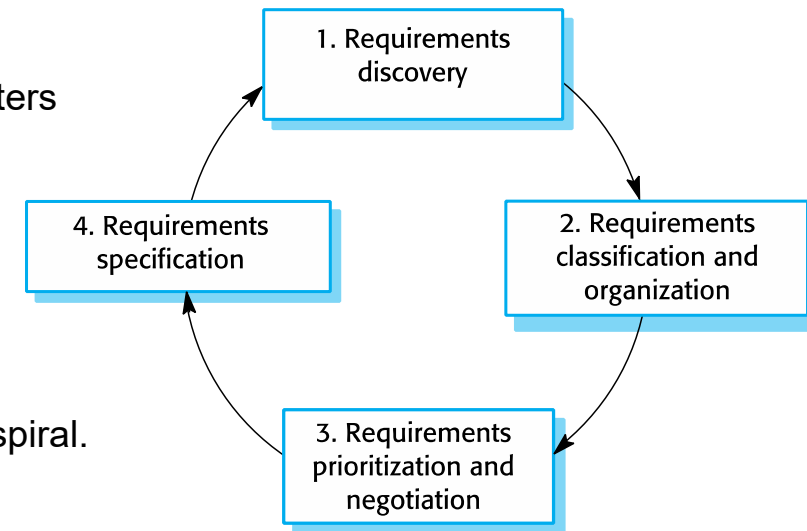 1. Requirements
discovery
ters
4. Requirements
specification
2. Requirements
classification and
organization
spiral.
3. Requirements
prioritization and
negotiation